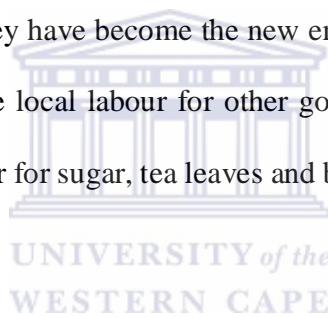 ey have become the new er
e local labour for other go
r for sugar, tea leaves and b
UNIVERSITY of the
WESTERN CAPE